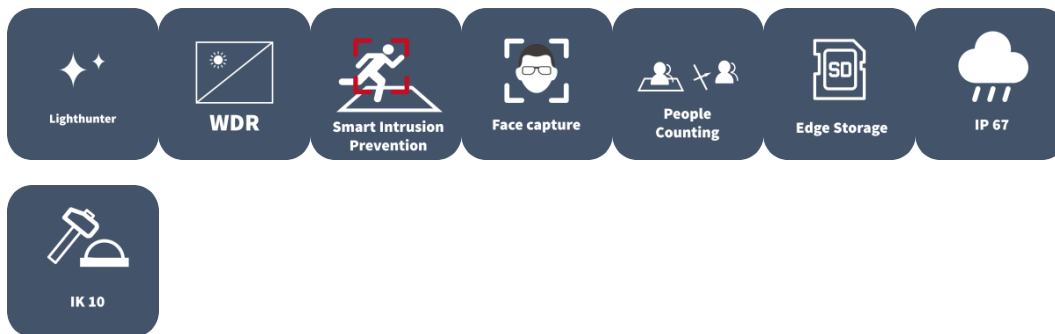 Lighthunter
WDR
Smart Intrusion
Prevention
Face capture
People
Counting
SD
Edge Storage
IP 67
IK 10